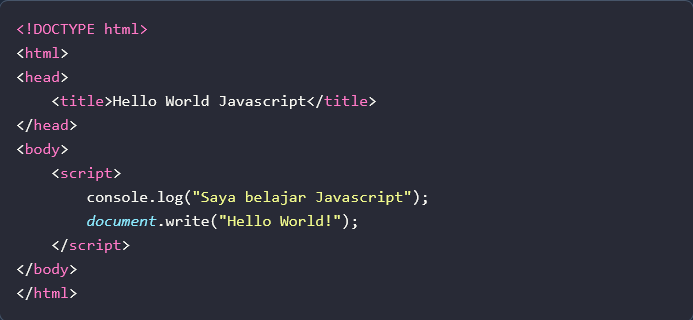 <!DOCTYPE html>
<html>
<head>
    <title>Hello World Javascript</title>
</head>
<body>
    <script>
        console.log("Saya belajar Javascript");
        document.write("Hello World!");
    </script>
</body>
</html>